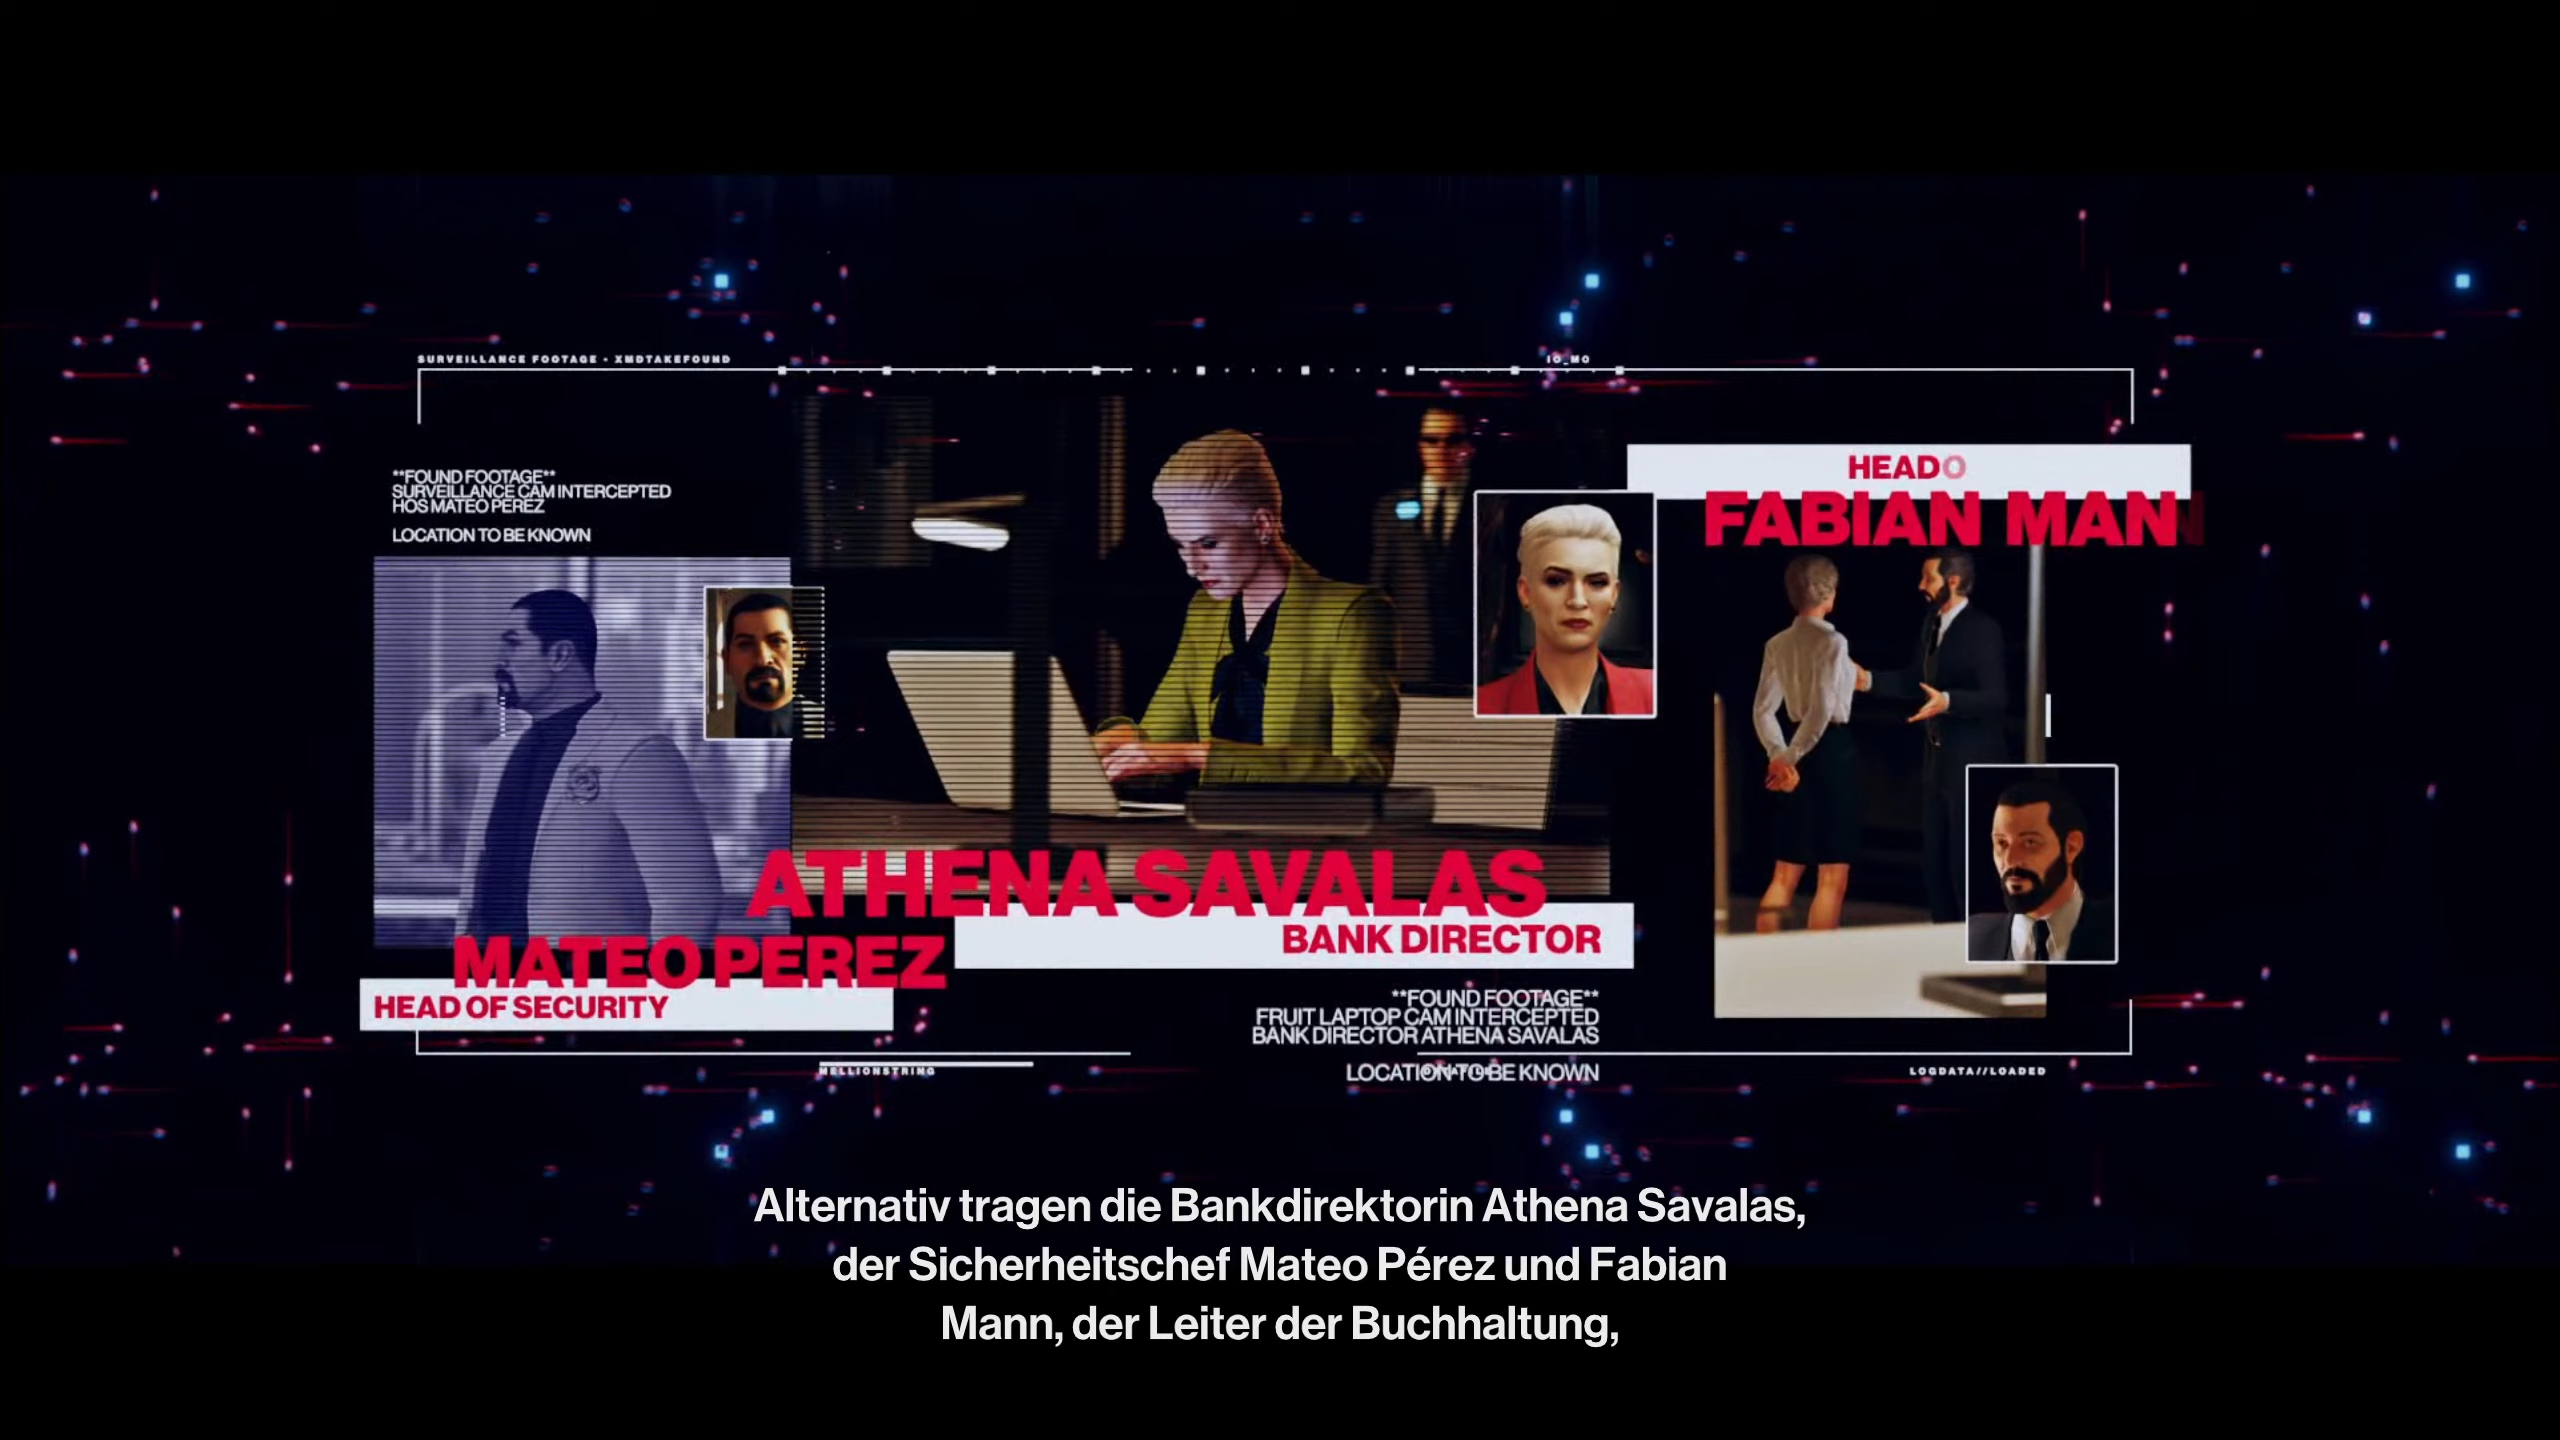 SURVEILLANCE FOOTAGE - XMDTAKEFOUND
IO_MO
**FOUND FOOTAGE**
SURVEILLANCE CAM INTERCEPTED
HOS MATEO PEREZ
LOCATION TO BE KNOWN
HEAD O
FABIAN MANN
ATHENA SAVALAS
BANK DIRECTOR
MATEO PEREZ
HEAD OF SECURITY
**FOUND FOOTAGE**
FRUIT LAPTOP CAM INTERCEPTED
BANK DIRECTOR ATHENA SAVALAS
LOCATION TO BE KNOWN
MELLIONSTRING
LOGDATA//LOADED
Alternativ tragen die Bankdirektorin Athena Savalas,
der Sicherheitschef Mateo Pérez und Fabian
Mann, der Leiter der Buchhaltung,